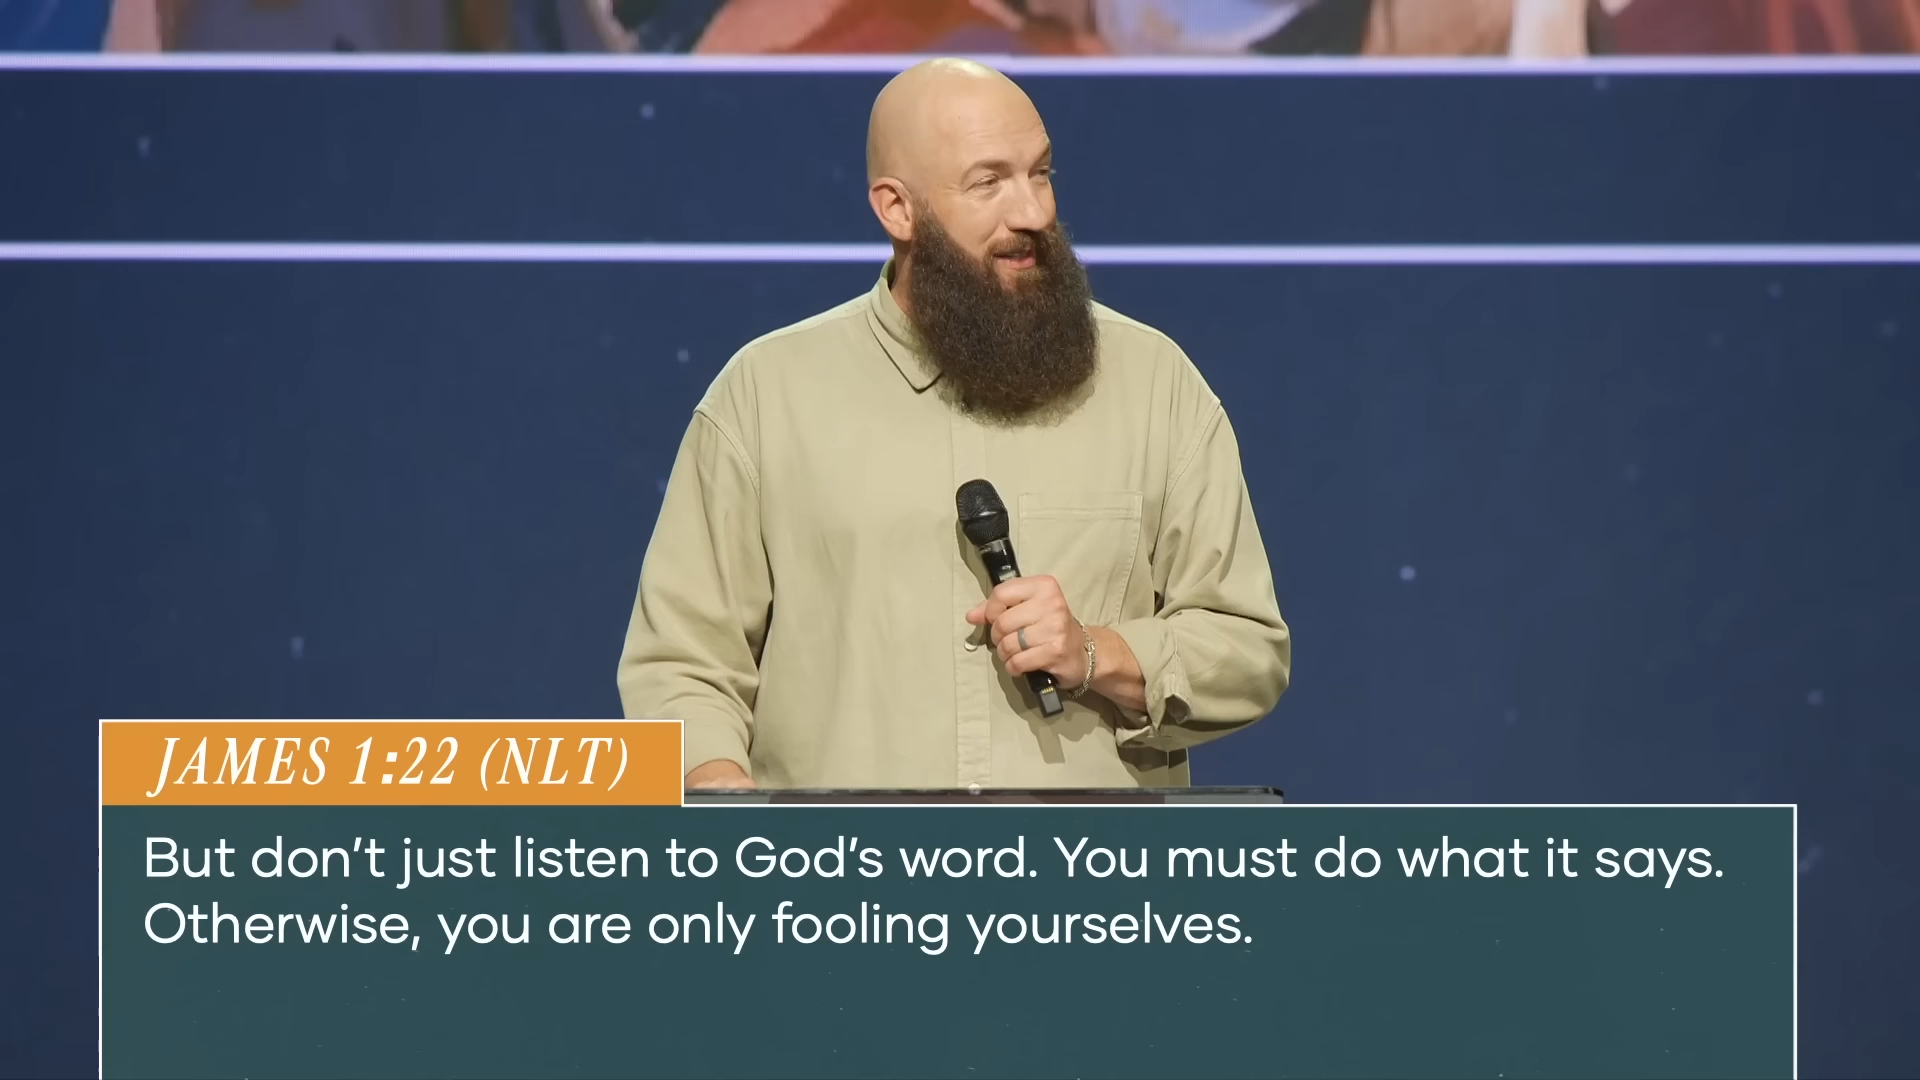 JAMES 1:22 (NLT)
But don’t just listen to God’s word. You must do what it says.
Otherwise, you are only fooling yourselves.